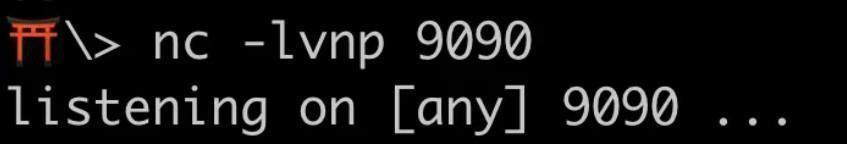 ⛩\> nc -lvnp 9090
listening on [any] 9090 ...